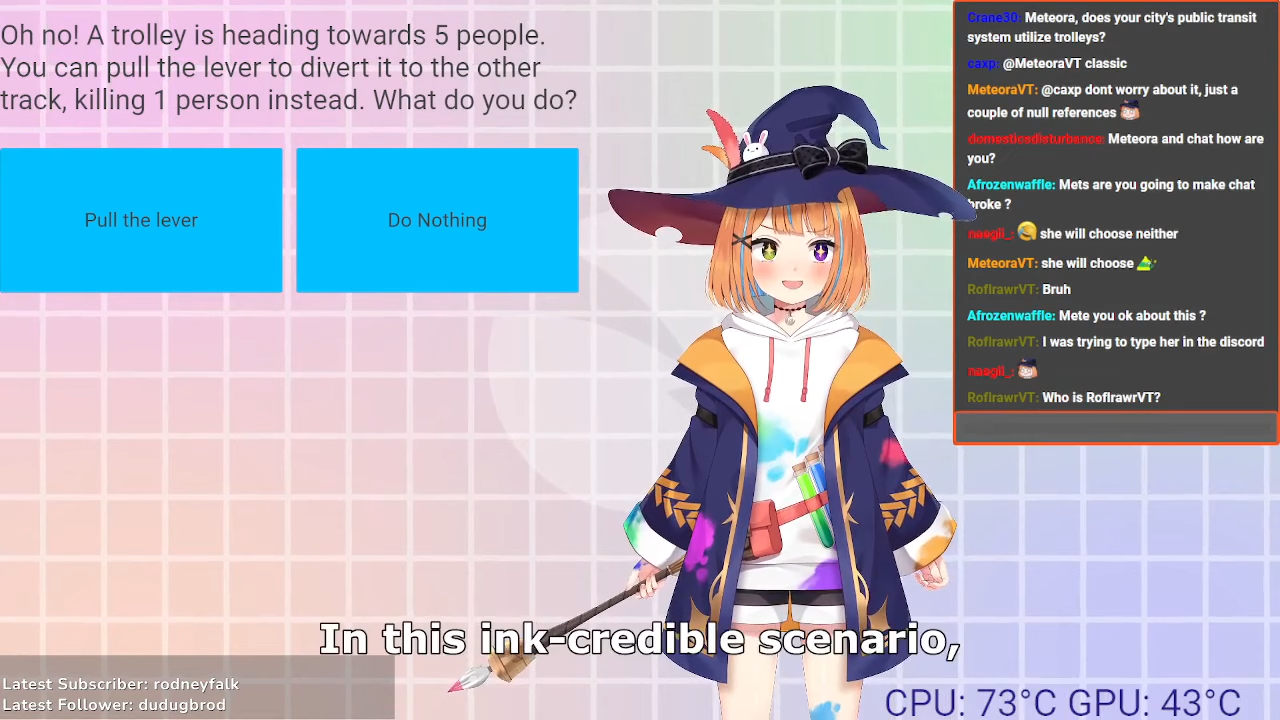 Oh no! A trolley is heading towards 5 people.
You can pull the lever to divert it to the other
track, killing 1 person instead. What do you do?
Pull the lever
Do Nothing
Crane30: Meteora, does your city's public transit
system utilize trolleys?
caxp: @MeteoraVT classic
MeteoraVT: @caxp dont worry about it, just a
couple of null references
domesticsdisturbance: Meteora and chat how are
you?
Afrozenwaffle: Mets are you going to make chat
broke ?
naegii_: she will choose neither
MeteoraVT: she will choose
RoflrawrVT: Bruh
Afrozenwaffle: Mete you ok about this ?
RoflrawrVT: I was trying to type her in the discord
naegii_:
RoflrawrVT: Who is RoflrawrVT?
In this ink-credible scenario,
Latest Subscriber: rodneyfalk
Latest Follower: dudugbrod
CPU: 73°C GPU: 43°C